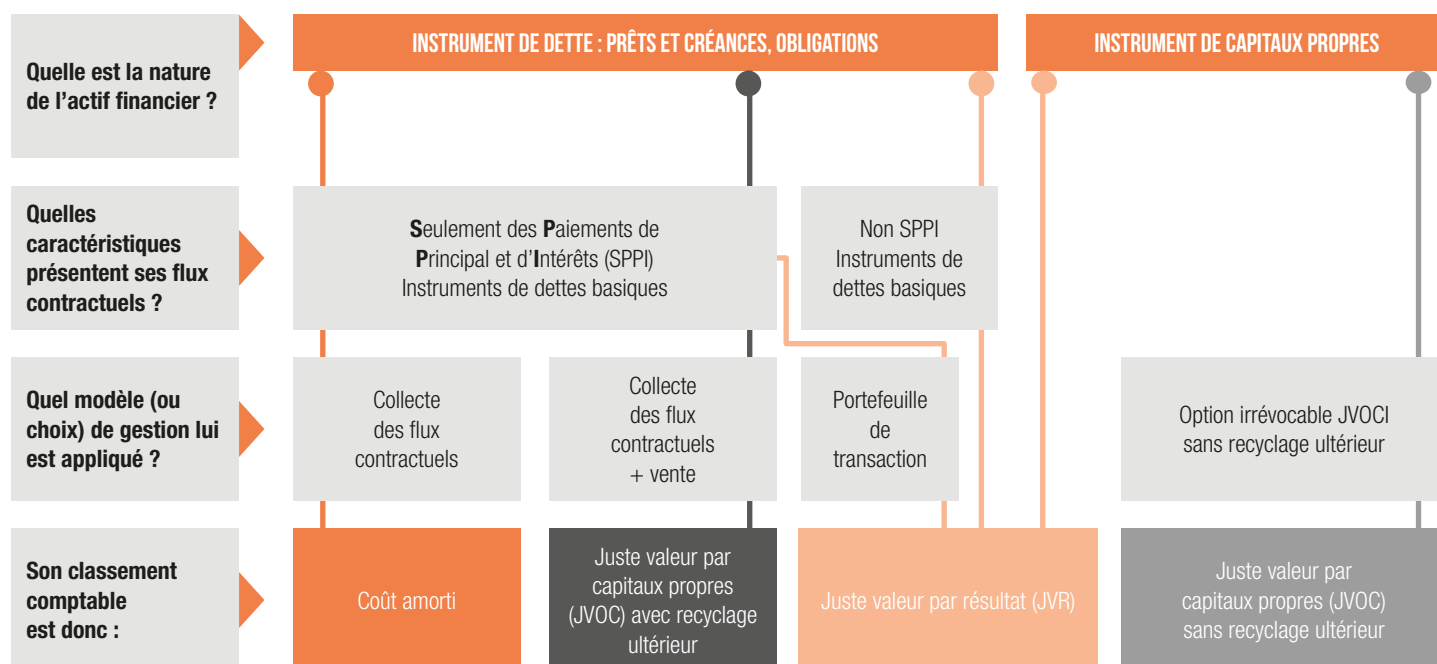 Quelle est la nature
de l'actif financier ?
INSTRUMENT DE DETTE : PRÊTS ET CRÉANCES, OBLIGATIONS
INSTRUMENT DE CAPITAUX PROPRES
Quelles
caractéristiques
présentent ses flux
contractuels ?
Seulement des Paiements de
Principal et d'Intérêts (SPPI)
Instruments de dettes basiques
Non SPPI
Instruments de
dettes basiques
Quel modèle (ou
choix) de gestion lui
est appliqué ?
Collecte
des flux
contractuels
Collecte
des flux
contractuels
+ vente
Portefeuille
de
transaction
Option irrévocable JVOCI
sans recyclage ultérieur
Son classement
comptable
est donc :
Coût amorti
Juste valeur par
capitaux propres
(JVOC) avec recyclage
ultérieur
Juste valeur par résultat (JVR)
Juste valeur par
capitaux propres (JVOC)
sans recyclage ultérieur